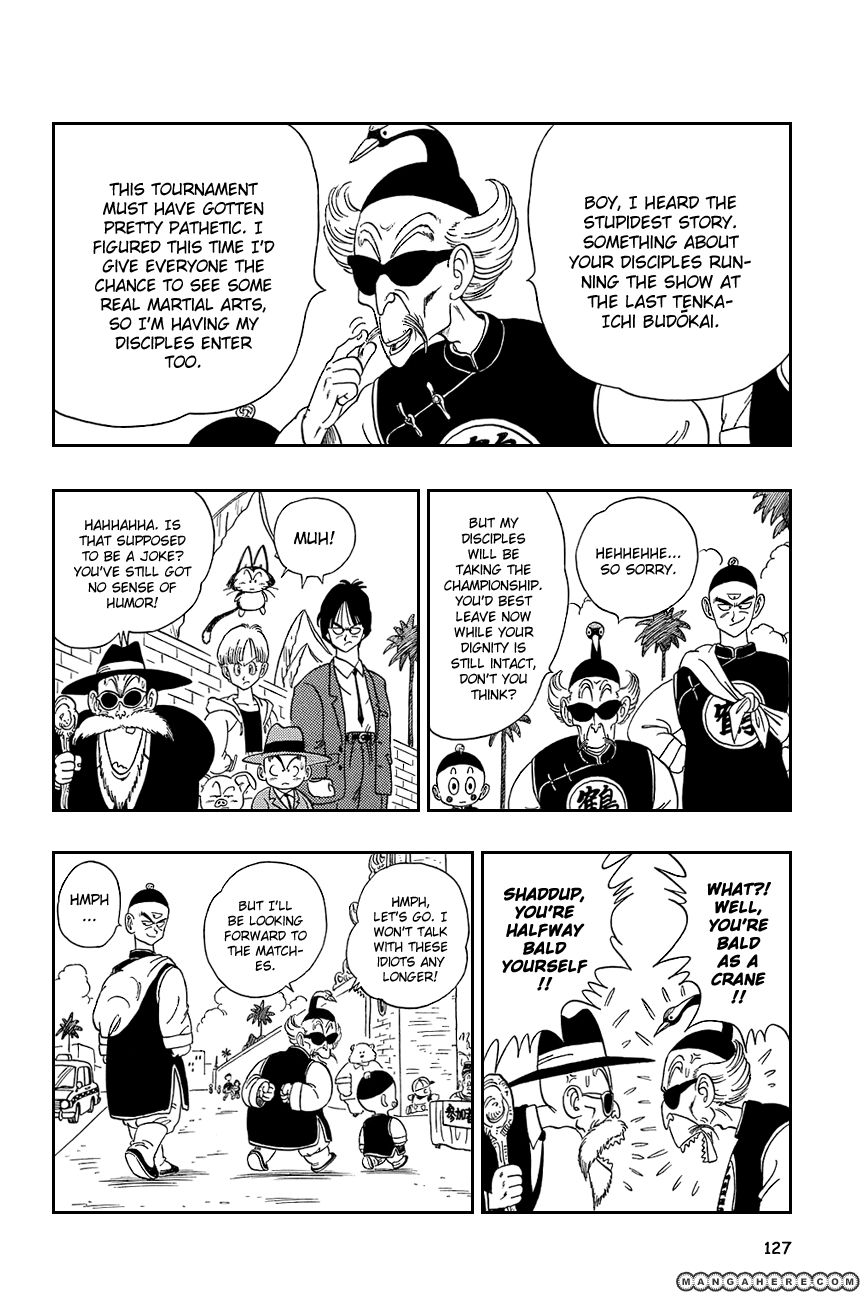 BOY, I HEARD THE
STUPIDEST STORY.
SOMETHING ABOUT
YOUR DISCIPLES RUN-
NING THE SHOW AT
THE LAST TENKA-
ICHI BUDŌKAI.
THIS TOURNAMENT
MUST HAVE GOTTEN
PRETTY PATHETIC. I
FIGURED THIS TIME I'D
GIVE EVERYONE THE
CHANCE TO SEE SOME
REAL MARTIAL ARTS,
SO I'M HAVING MY
DISCIPLES ENTER
TOO.
HEHHEHHE...
SO SORRY.
BUT MY
DISCIPLES
WILL BE
TAKING THE
CHAMPIONSHIP.
YOU'D BEST
LEAVE NOW
WHILE YOUR
DIGNITY IS
STILL INTACT,
DON'T YOU
THINK?
鶴
鶴
MUH!
HAHHAHHA. IS
THAT SUPPOSED
TO BE A JOKE?
YOU'VE STILL GOT
NO SENSE OF
HUMOR!
WHAT?!
WELL,
YOU'RE
BALD
AS A
CRANE
!!
SHADDUP,
YOU'RE
HALFWAY
BALD
YOURSELF
!!
HMPH,
LET'S GO. I
WON'T TALK
WITH THESE
IDIOTS ANY
LONGER!
BUT I'LL
BE LOOKING
FORWARD TO
THE MATCH-
ES.
HMPH
...
参加
127
MANGAHERE.COM